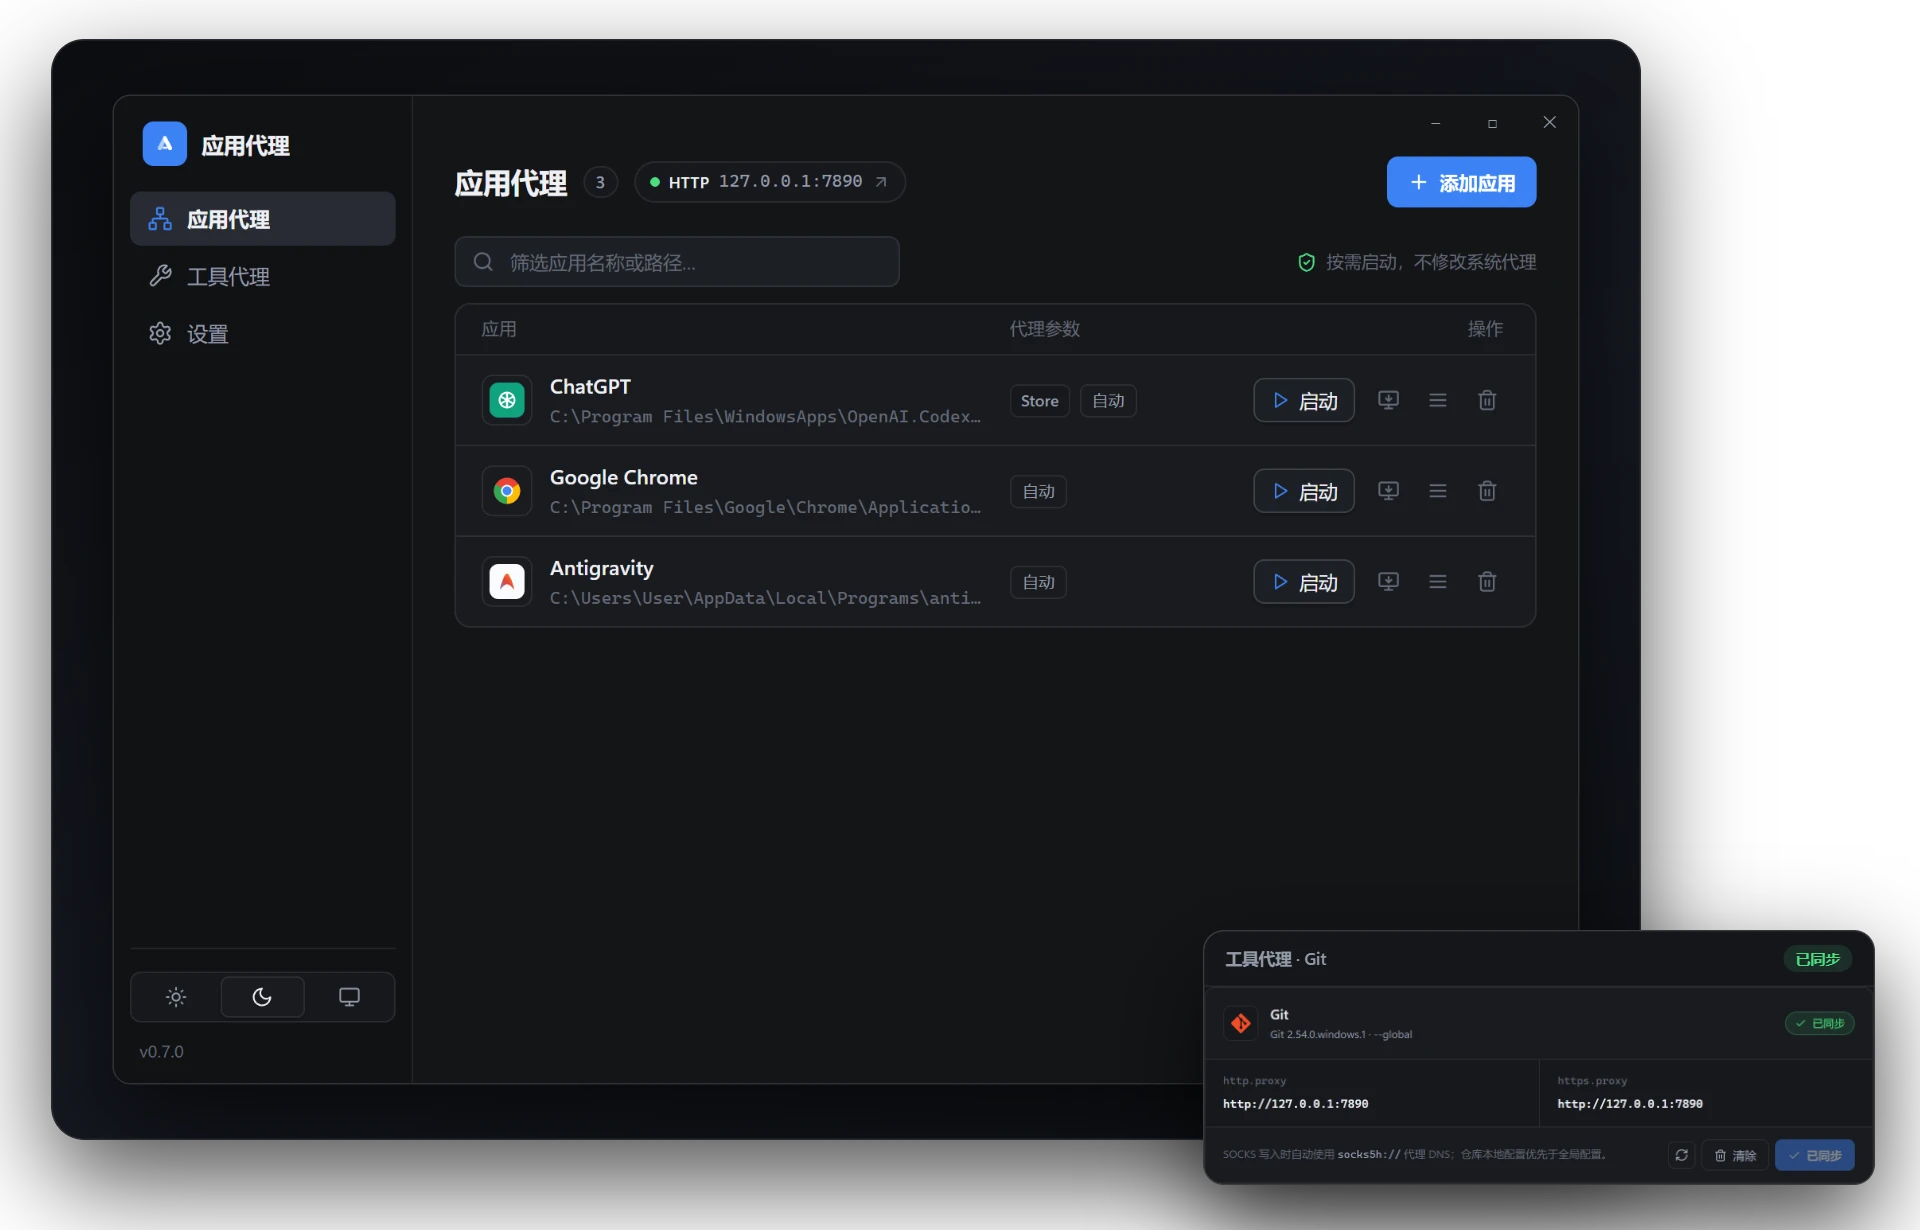 应用代理
应用代理
工具代理
设置
v0.7.0
应用代理 3 HTTP 127.0.0.1:7890
添加应用
筛选应用名称或路径...
按需启动，不修改系统代理
应用 代理参数 操作
ChatGPT
C:\Program Files\WindowsApps\OpenAI.Codex…
Store 自动 启动
Google Chrome
C:\Program Files\Google\Chrome\Applicatio…
自动 启动
Antigravity
C:\Users\User\AppData\Local\Programs\anti…
自动 启动
工具代理 · Git 已同步
Git
Git 2.54.0.windows.1 · --global
已同步
http.proxy
http://127.0.0.1:7890
https.proxy
http://127.0.0.1:7890
SOCKS 写入时自动使用 socks5h:// 代理 DNS；仓库本地配置优先于全局配置。
清除 已同步